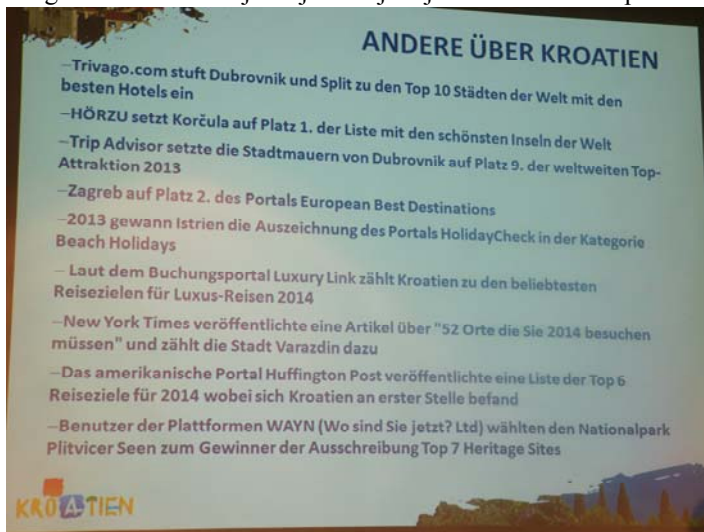 ANDERE ÜBER KROATIEN
–Trivago.com stuft Dubrovnik und Split zu den Top 10 Städten der Welt mit den
besten Hotels ein
–HÖRZU setzt Korčula auf Platz 1. der Liste mit den schönsten Inseln der Welt
–Trip Advisor setzte die Stadtmauern von Dubrovnik auf Platz 9. der weltweiten Top-
Attraktion 2013
–Zagreb auf Platz 2. des Portals European Best Destinations
–2013 gewann Istrien die Auszeichnung des Portals HolidayCheck in der Kategorie
Beach Holidays
– Laut dem Buchungsportal Luxury Link zählt Kroatien zu den beliebtesten
Reisezielen für Luxus-Reisen 2014
–New York Times veröffentlichte eine Artikel über "52 Orte die Sie 2014 besuchen
müssen" und zählt die Stadt Varazdin dazu
–Das amerikanische Portal Huffington Post veröffentlichte eine Liste der Top 6
Reiseziele für 2014 wobei sich Kroatien an erster Stelle befand
–Benutzer der Plattformen WAYN (Wo sind Sie jetzt? Ltd) wählten den Nationalpark
Plitvicer Seen zum Gewinner der Ausschreibung Top 7 Heritage Sites
KROATIEN